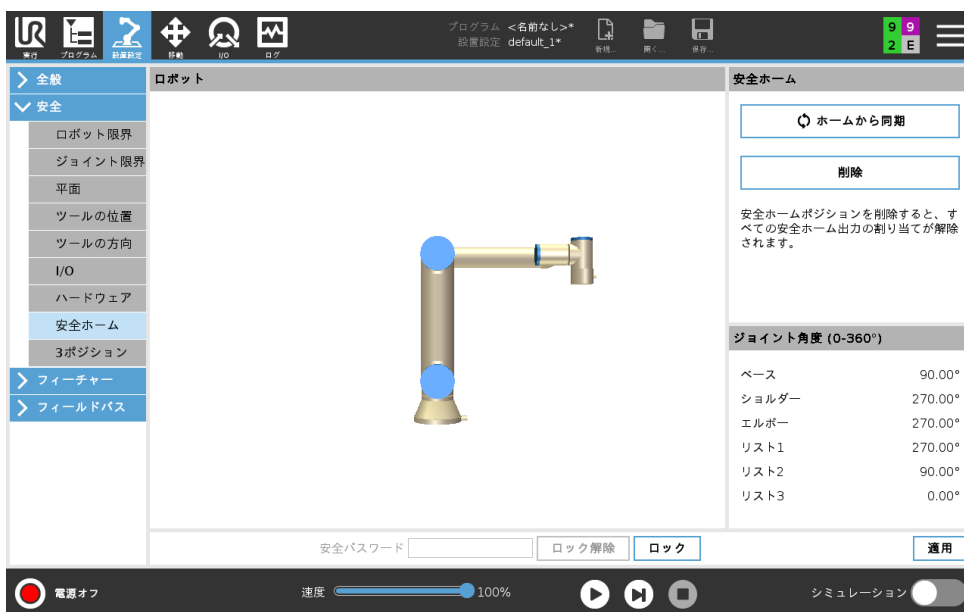 UR
実行
プログラム
設置設定
移動
I/O
ログ
プログラム <名前なし>*
設置設定 default_1*
新規...
開く...
保存...
9 9
2 E
全般
安全
ロボット限界
ジョイント限界
平面
ツールの位置
ツールの方向
I/O
ハードウェア
安全ホーム
3ポジション
フィーチャー
フィールドバス
ロボット
安全ホーム
ホームから同期
削除
安全ホームポジションを削除すると、す
べての安全ホーム出力の割り当てが解除
されます。
ジョイント角度 (0-360°)
ベース 90.00°
ショルダー 270.00°
エルボー 270.00°
リスト1 270.00°
リスト2 90.00°
リスト3 0.00°
安全パスワード
ロック解除
ロック
適用
電源オフ
速度 100%
シミュレーション